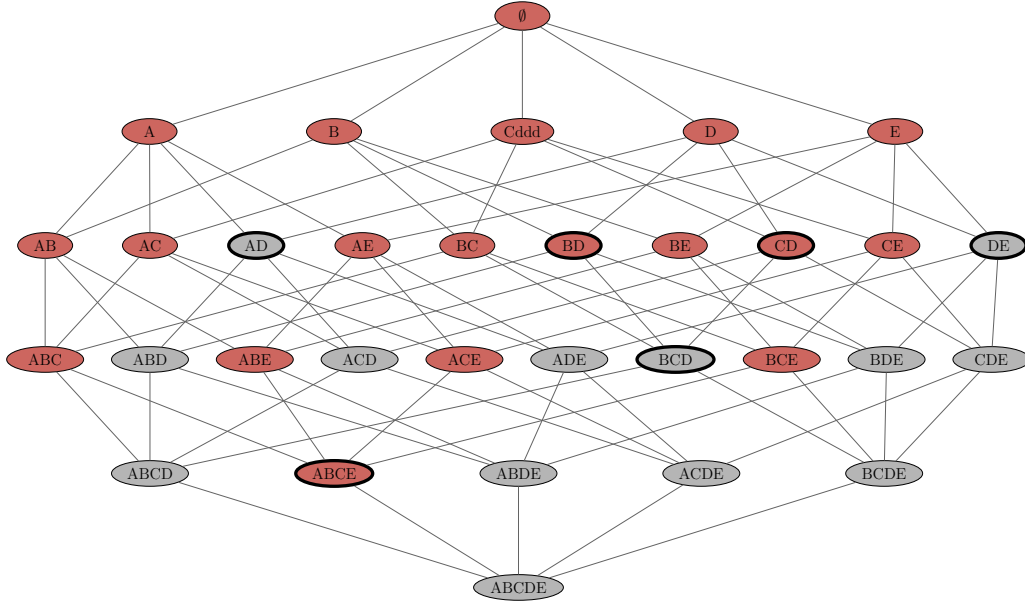 ∅
A B Cddd D E
AB AC AD AE BC BD BE CD CE DE
ABC ABD ABE ACD ACE ADE BCD BCE BDE CDE
ABCD ABCE ABDE ACDE BCDE
ABCDE